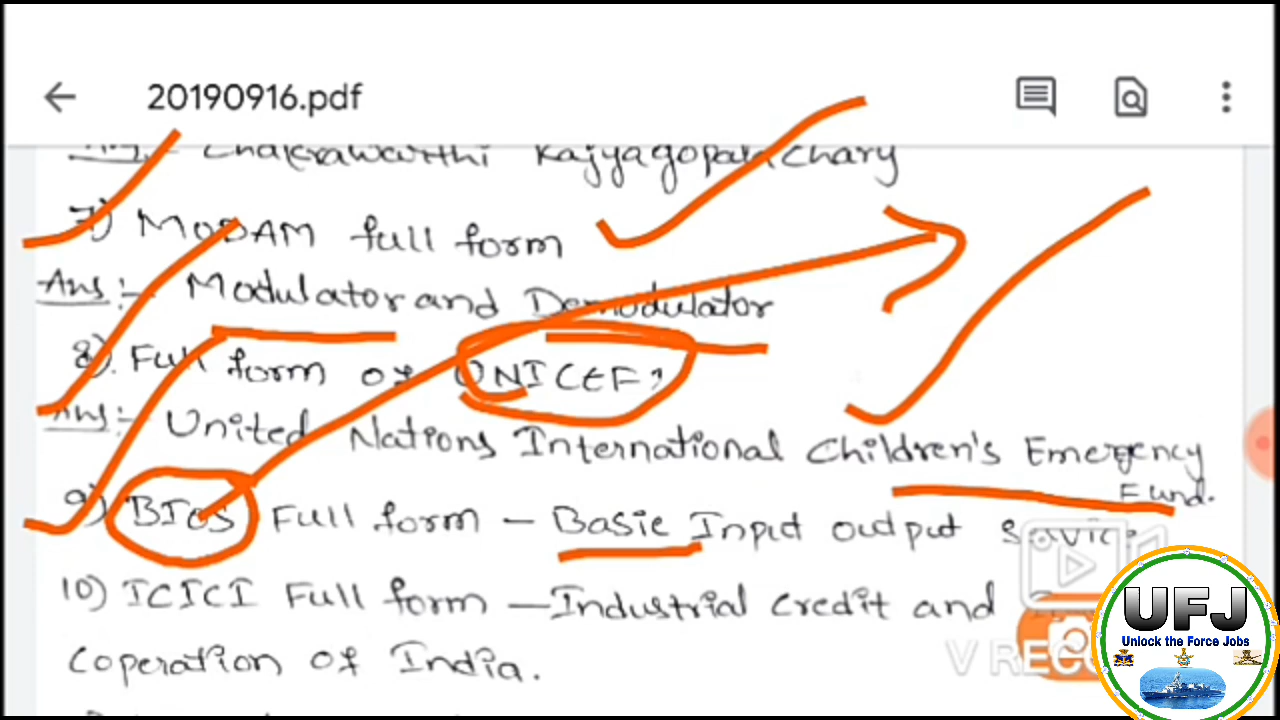 20190916.pdf
Chakrawarthi Rajyagopalachary
7) MODAM full form
Ans:- Modulator and Demodulator
8). Full form of UNICEF?
Ans:- United Nations International Children's Emergency
Fund.
9) BIOS Full form - Basic Input output
10) ICICI Full form - Industrial credit and
coperation of India.
V RECO
UFJ
Unlock the Force Jobs